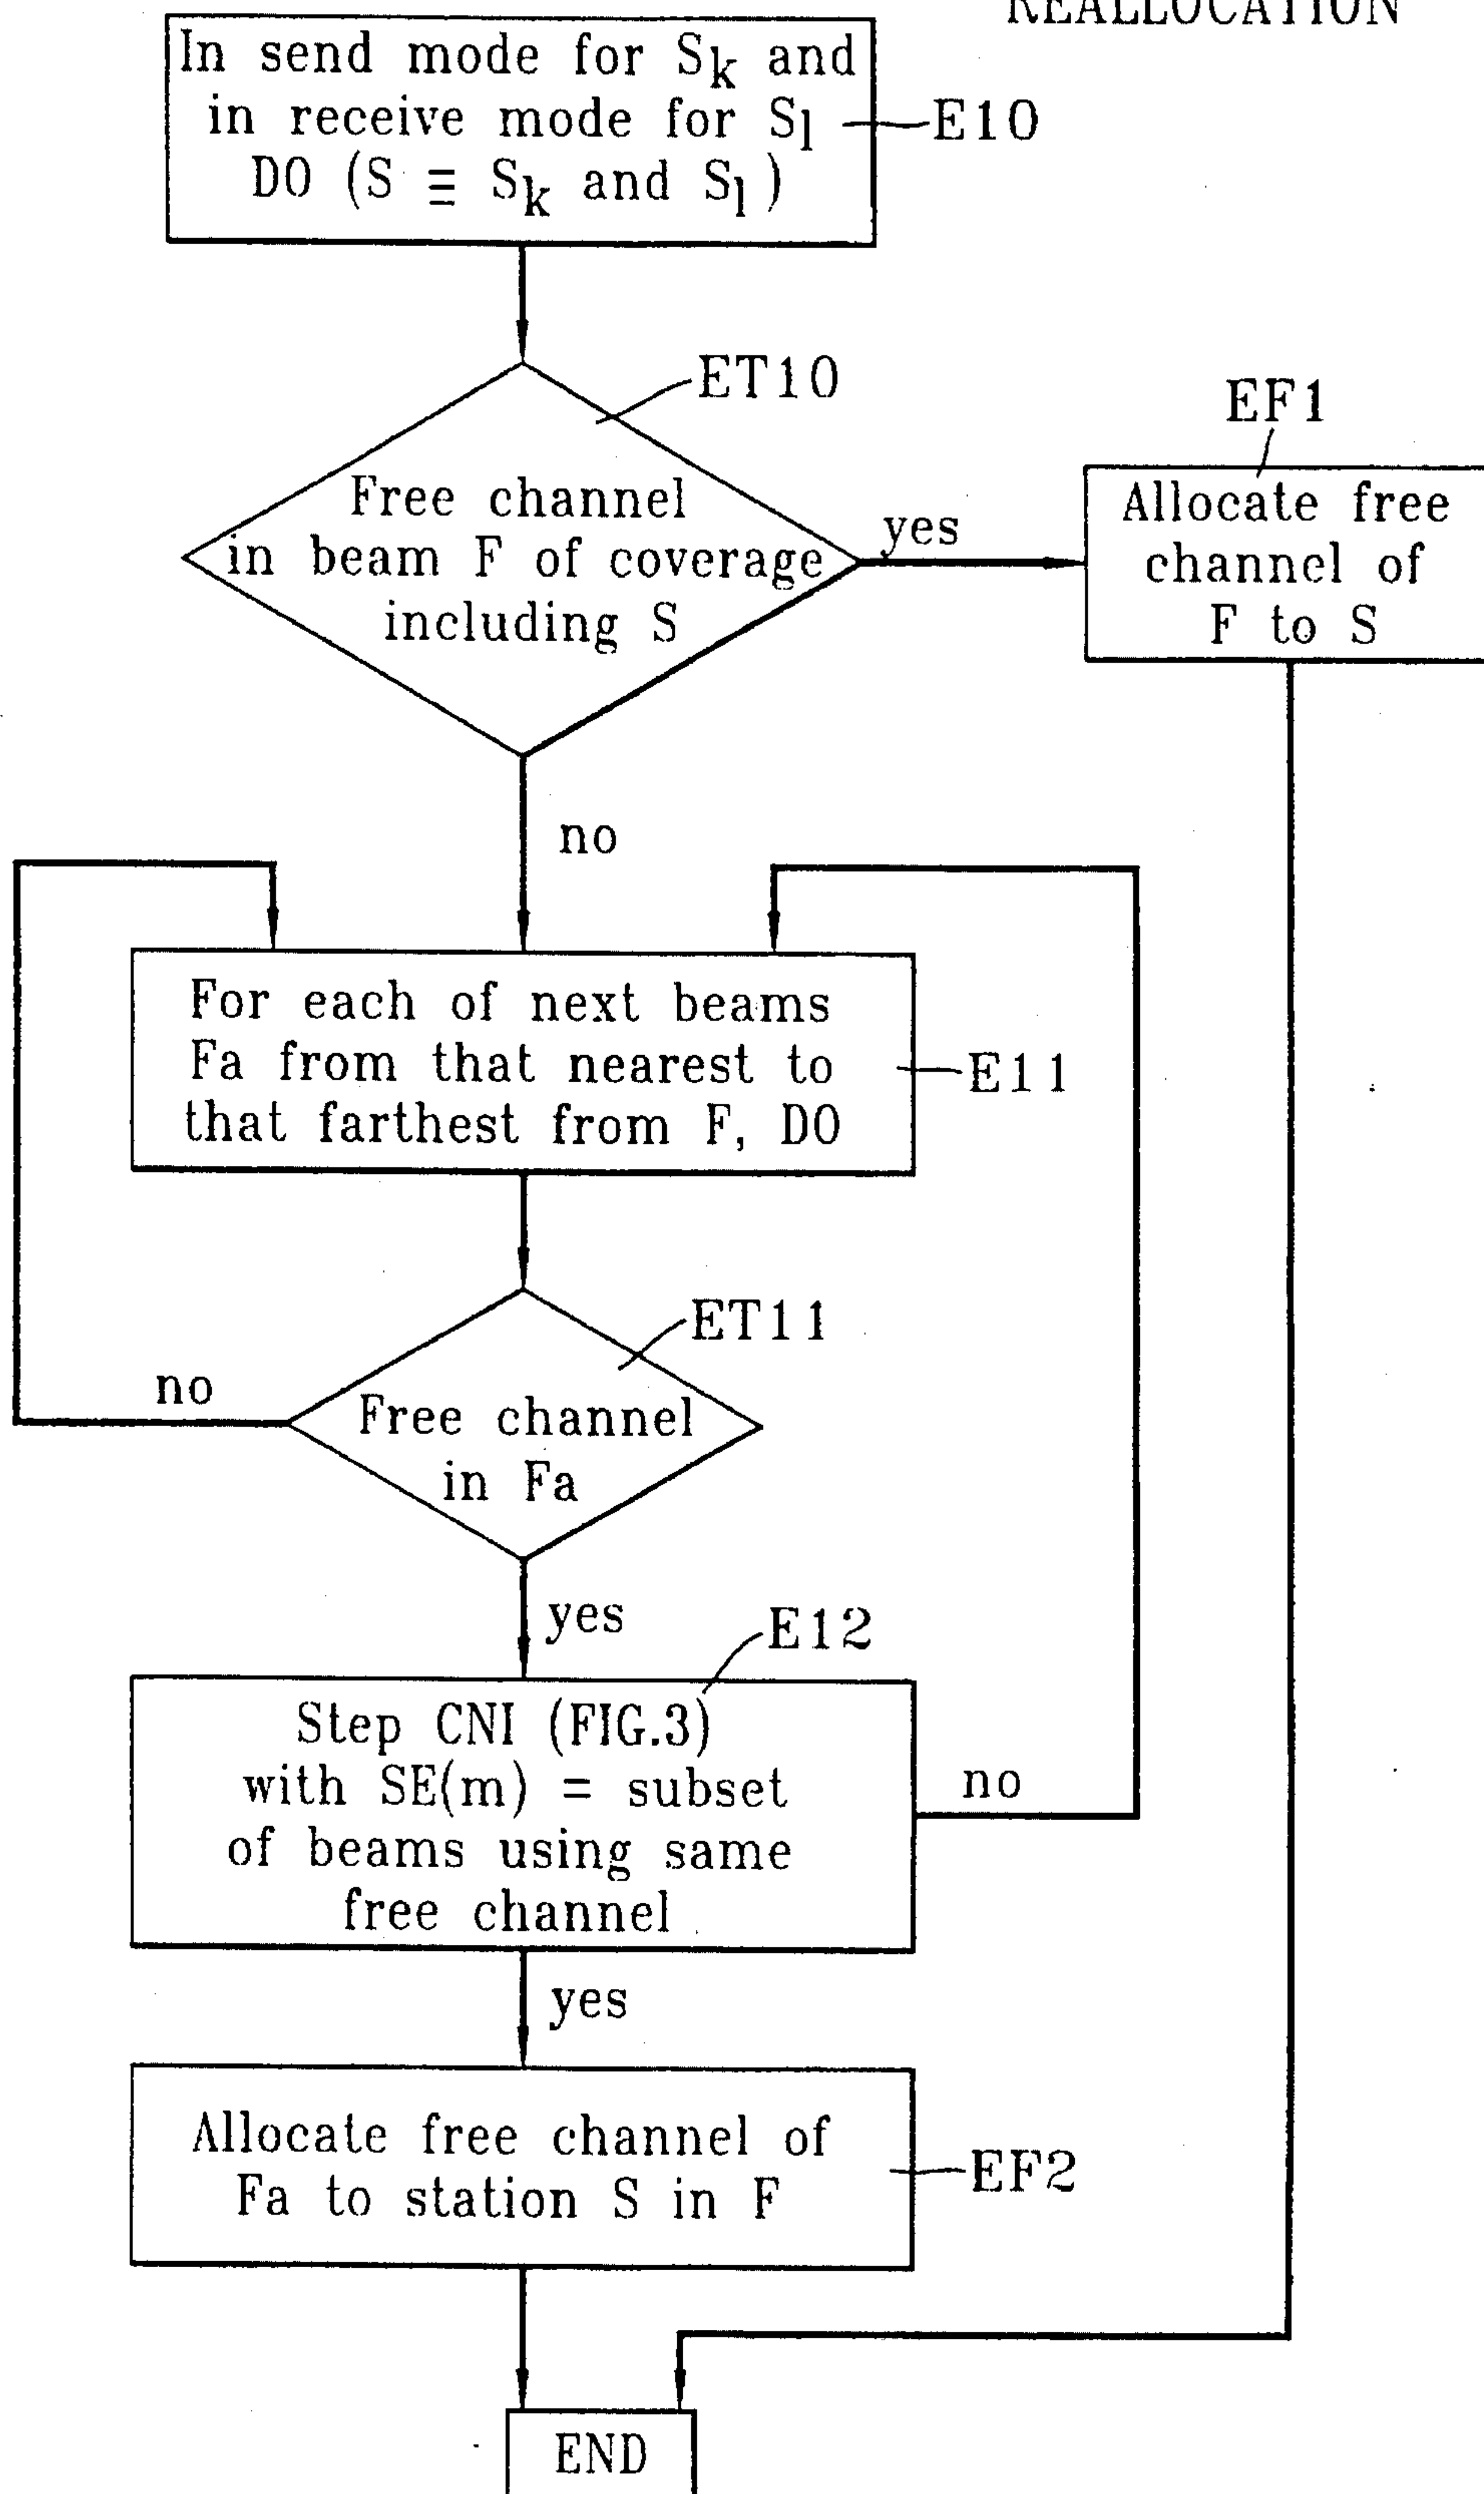 REALLOCATION
In send mode for Sk and
in receive mode for Sl
DO (S ≡ Sk and Sl)
E10
ET10
Free channel
in beam F of coverage
including S
yes
EF1
Allocate free
channel of
F to S
no
For each of next beams
Fa from that nearest to
that farthest from F, DO
E11
ET11
no
Free channel
in Fa
yes
E12
Step CNI (FIG.3)
with SE(m) = subset
of beams using same
free channel
no
yes
Allocate free channel of
Fa to station S in F
EF2
END